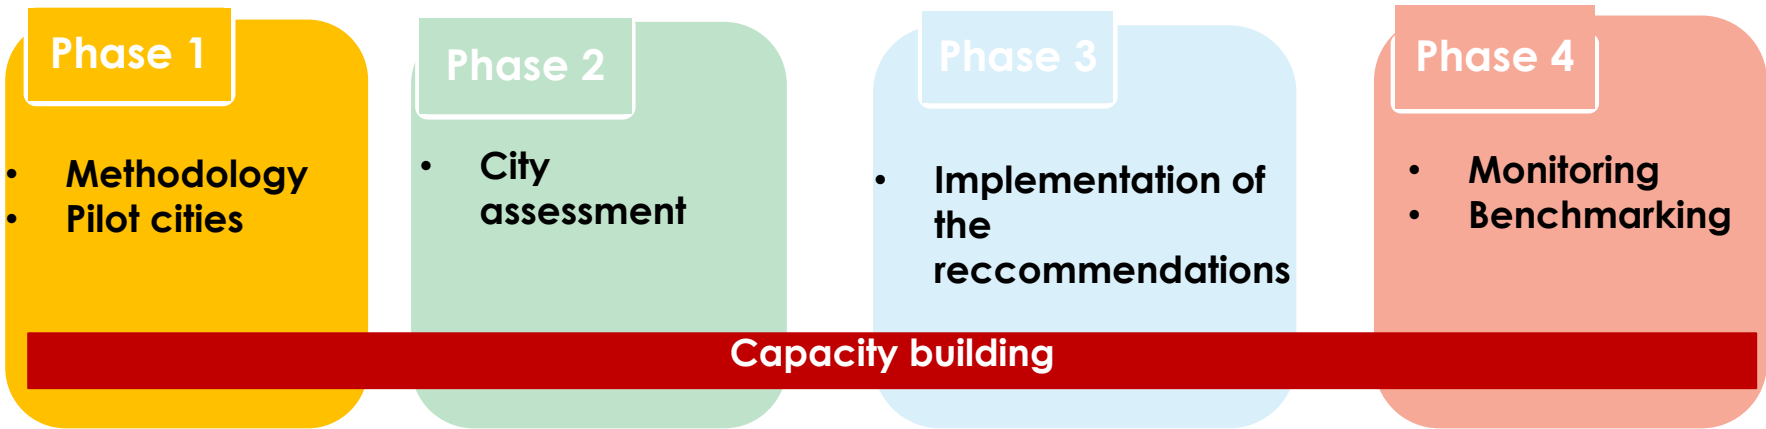 Phase 1
• Methodology
• Pilot cities
Phase 2
• City
assessment
Phase 3
• Implementation of
the
reccommendations
Phase 4
• Monitoring
• Benchmarking
Capacity building